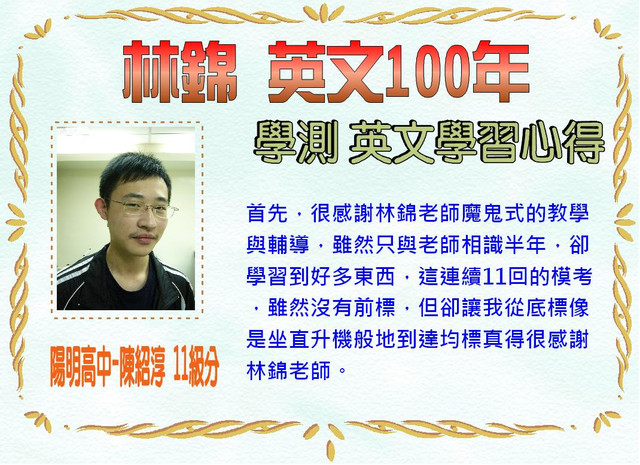 林錦 英文100年
學測 英文學習心得
首先，很感謝林錦老師魔鬼式的教學
與輔導，雖然只與老師相識半年，卻
學習到好多東西，這連續11回的模考
，雖然沒有前標，但卻讓我從底標像
是坐直升機般地到達均標真得很感謝
林錦老師。
陽明高中-陳紹淳 11級分